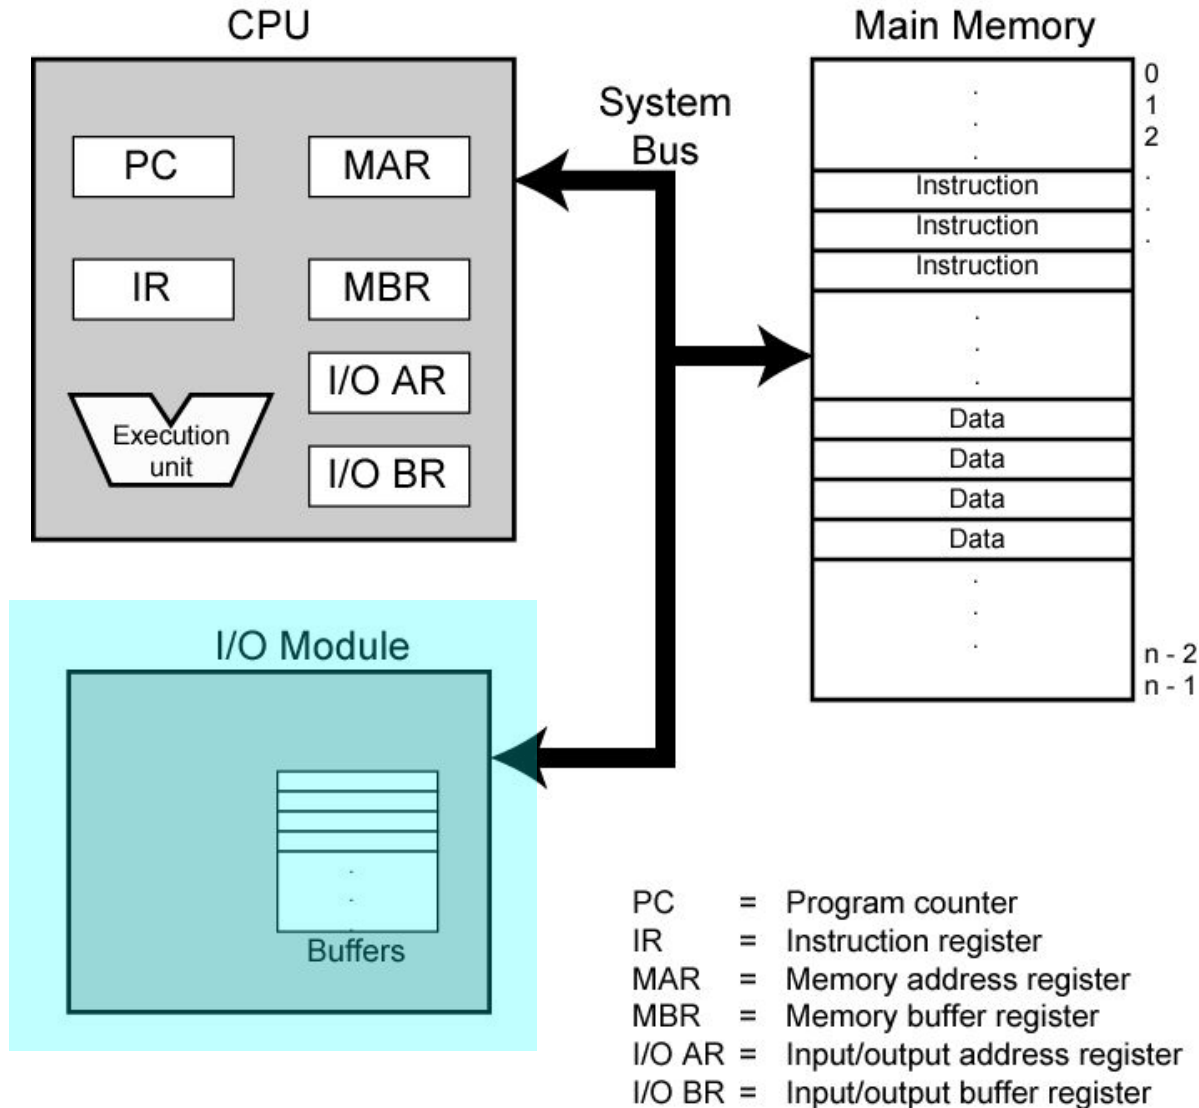 CPU
PC
MAR
IR
MBR
I/O AR
Execution
unit
I/O BR
System
Bus
Main Memory
0
1
2
.
.
.
.
.
.
Instruction
Instruction
Instruction
.
.
.
Data
Data
Data
Data
.
.
.
n - 2
n - 1
I/O Module
.
.
.
Buffers
PC = Program counter
IR = Instruction register
MAR = Memory address register
MBR = Memory buffer register
I/O AR = Input/output address register
I/O BR = Input/output buffer register